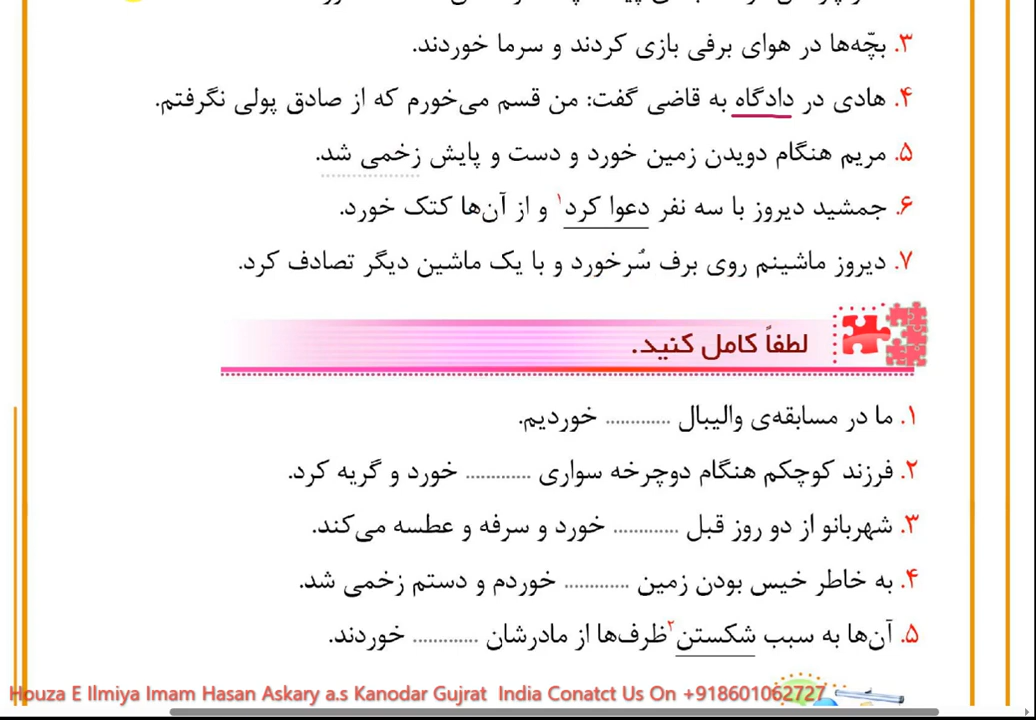 ۳. بچّه‌ها در هوای برفی بازی کردند و سرما خوردند.
۴. هادی در دادگاه به قاضی گفت: من قسم می‌خورم که از صادق پولی نگرفتم.
۵. مریم هنگام دویدن زمین خورد و دست و پایش زخمی شد.
۶. جمشید دیروز با سه نفر دعوا کرد۱ و از آن‌ها کتک خورد.
۷. دیروز ماشینم روی برف سُرخورد و با یک ماشین دیگر تصادف کرد.
لطفاً کامل کنید.
۱. ما در مسابقه‌ی والیبال ............. خوردیم.
۲. فرزند کوچکم هنگام دوچرخه سواری ............. خورد و گریه کرد.
۳. شهربانو از دو روز قبل ............. خورد و سرفه و عطسه می‌کند.
۴. به خاطر خیس بودن زمین ............. خوردم و دستم زخمی شد.
۵. آن‌ها به سبب شکستن۲ ظرف‌ها از مادرشان ............. خوردند.
Houza E Ilmiya Imam Hasan Askary a.s Kanodar Gujrat India Conatct Us On +918601062727